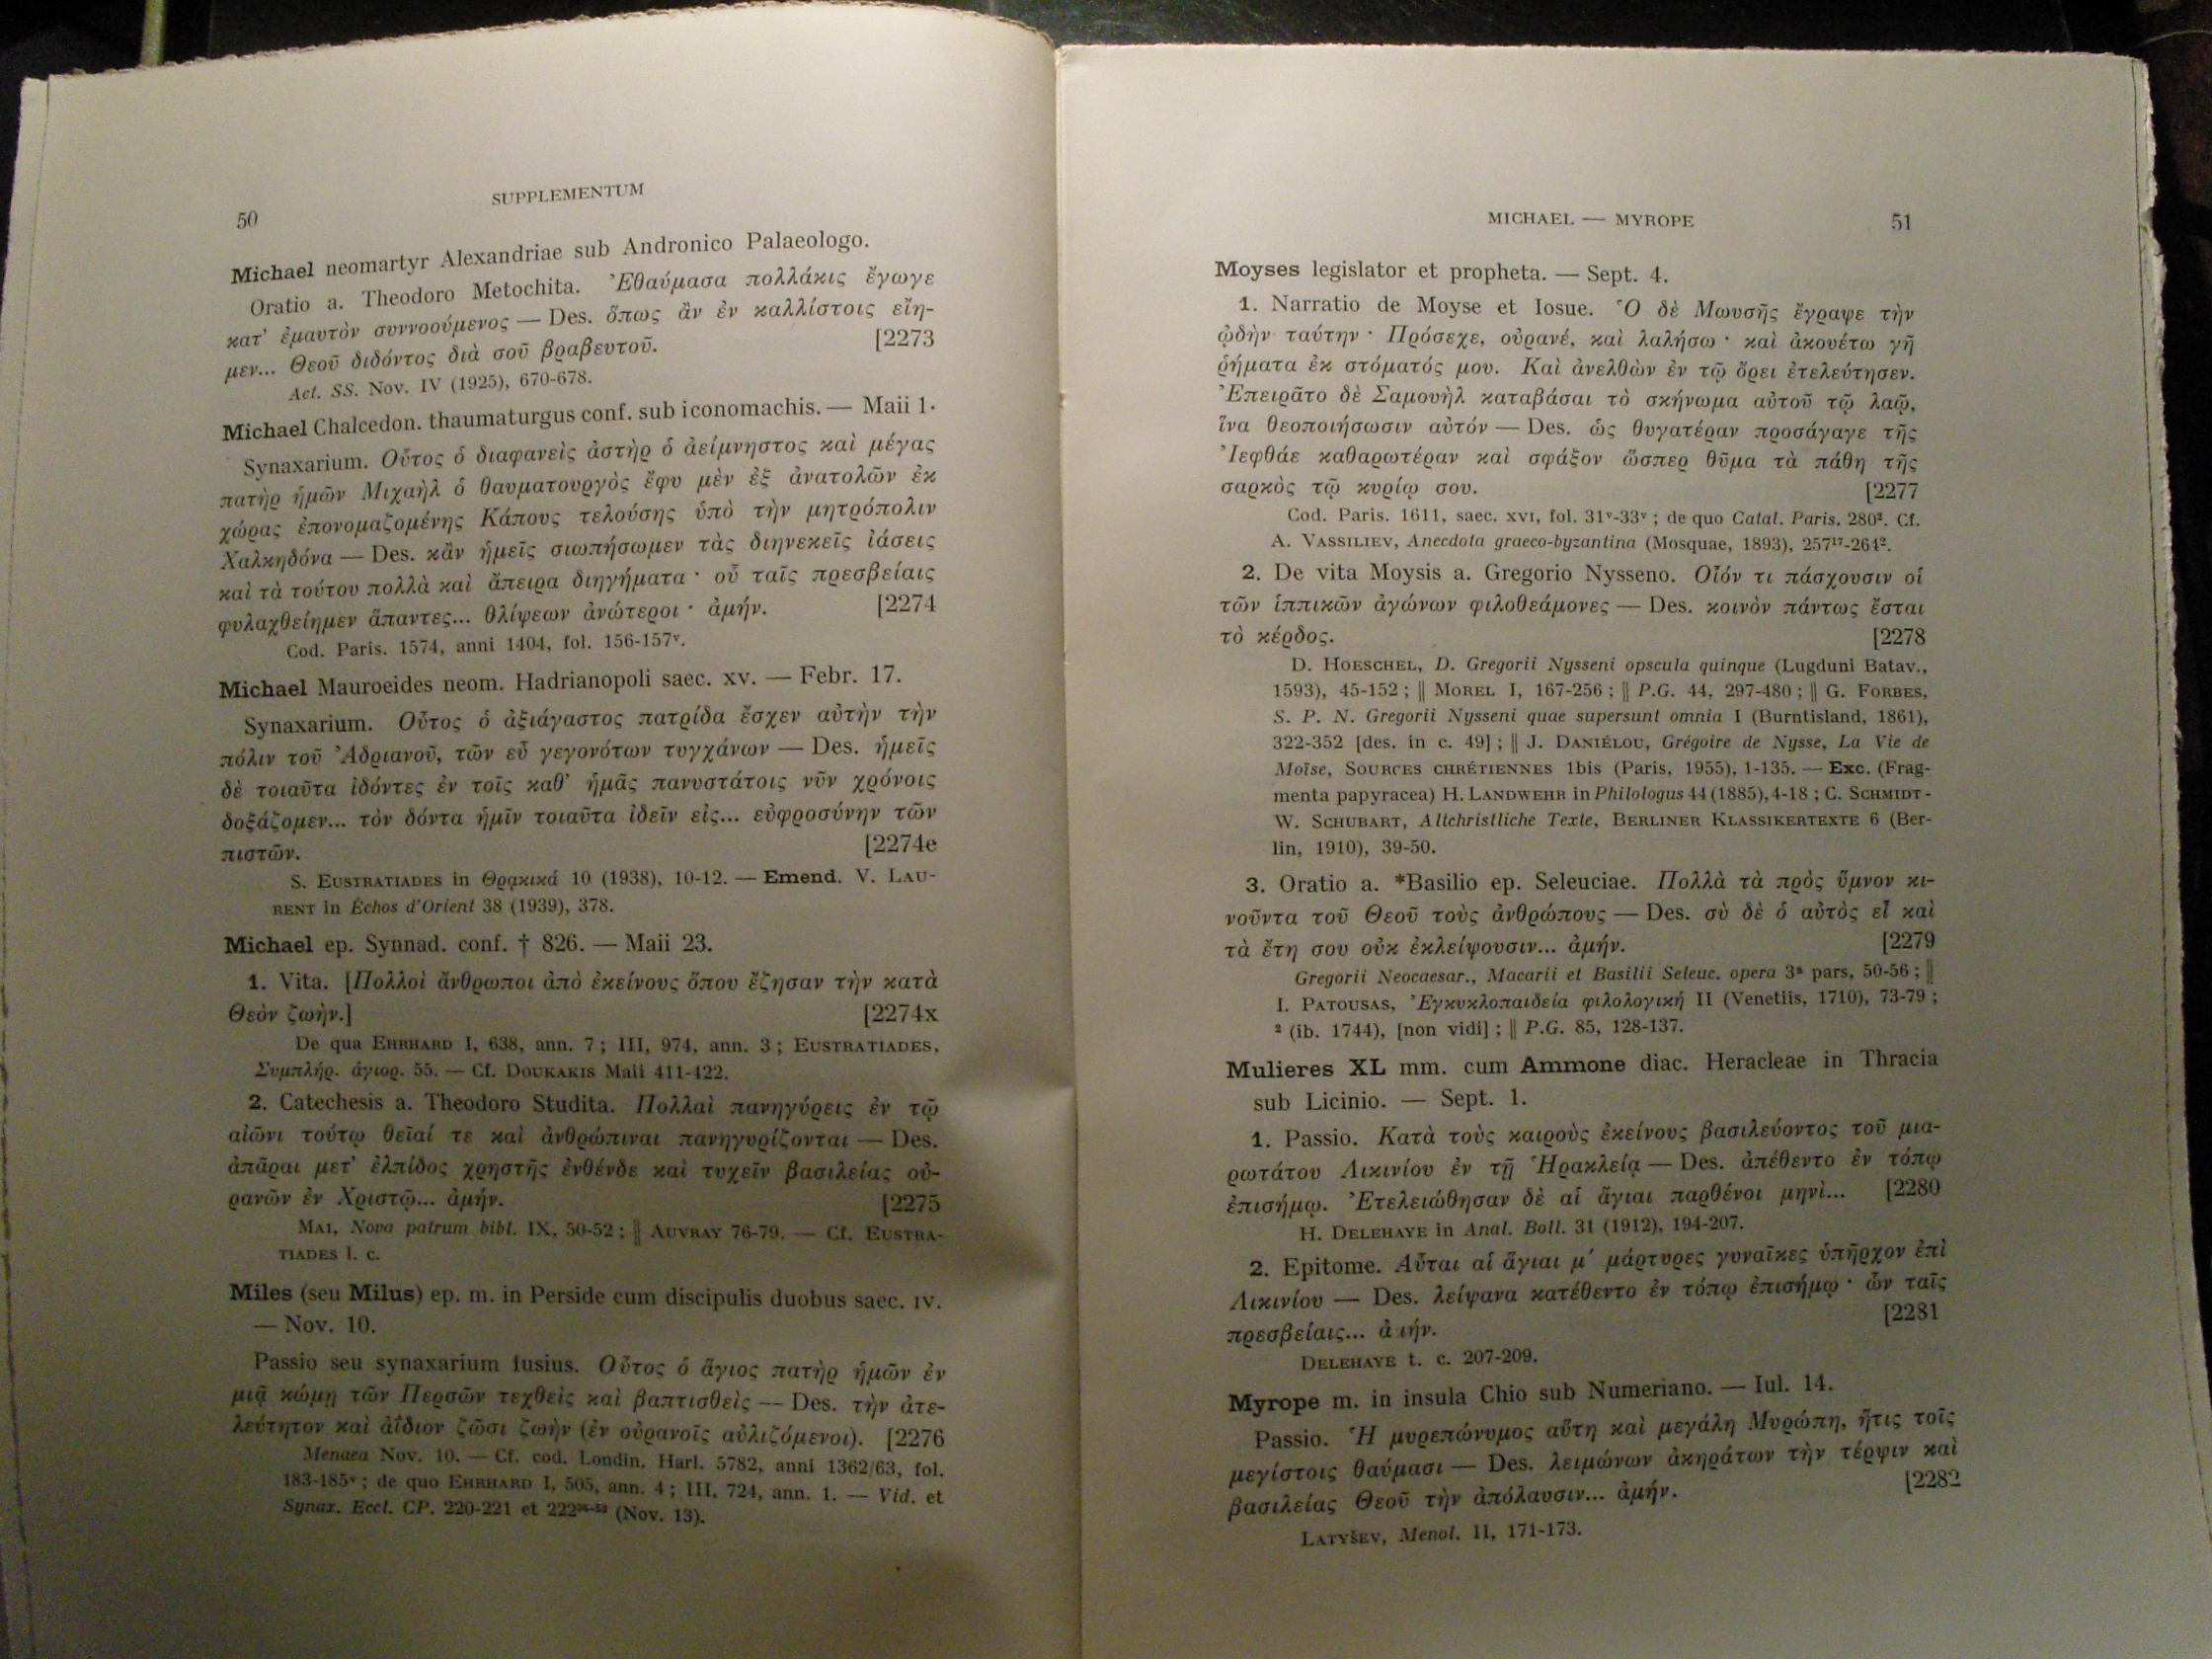 50
SUPPLEMENTUM
Michael neomartyr Alexandriae sub Andronico Palaeologo.
Oratio a. Theodoro Metochita. Ἐθαύμασα πολλάκις ἔγωγε
κατ’ ἐμαυτὸν συννοούμενος — Des. ὅπως ἂν ἐν καλλίστοις εἴη-
μεν... Θεοῦ διδόντος διὰ σοῦ βραβευτοῦ. [2273
Act. SS. Nov. IV (1925), 670-678.
Michael Chalcedon. thaumaturgus conf. sub iconomachis. — Maii 1.
Synaxarium. Οὗτος ὁ διαφανεὶς ἀστὴρ ὁ ἀείμνηστος καὶ μέγας
πατὴρ ἡμῶν Μιχαὴλ ὁ θαυματουργὸς ἔφυ μὲν ἐξ ἀνατολῶν ἐκ
χώρας ἐπονομαζομένης Κάπους τελούσης ὑπὸ τὴν μητρόπολιν
Χαλκηδόνα — Des. κἂν ἡμεῖς σιωπήσωμεν τὰς διηνεκεῖς ἰάσεις
καὶ τὰ τούτου πολλὰ καὶ ἄπειρα διηγήματα · οὗ ταῖς πρεσβείαις
φυλαχθείημεν ἅπαντες... θλίψεων ἀνώτεροι · ἀμήν. [2274
Cod. Paris. 1574, anni 1404, fol. 156-157ᵛ.
Michael Mauroeides neom. Hadrianopoli saec. xv. — Febr. 17.
Synaxarium. Οὗτος ὁ ἀξιάγαστος πατρίδα ἔσχεν αὐτὴν τὴν
πόλιν τοῦ Ἀδριανοῦ, τῶν εὖ γεγονότων τυγχάνων — Des. ἡμεῖς
δὲ τοιαῦτα ἰδόντες ἐν τοῖς καθ’ ἡμᾶς πανυστάτοις νῦν χρόνοις
δοξάζομεν... τὸν δόντα ἡμῖν τοιαῦτα ἰδεῖν εἰς... εὐφροσύνην τῶν
πιστῶν. [2274e
S. EUSTRATIADES in Θρᾳκικά 10 (1938), 10-12. — Emend. V. LAU-
RENT in Échos d’Orient 38 (1939), 378.
Michael ep. Synnad. conf. † 826. — Maii 23.
1. Vita. [Πολλοὶ ἄνθρωποι ἀπὸ ἐκείνους ὅπου ἔζησαν τὴν κατὰ
Θεὸν ζωὴν.] [2274x
De qua EHRHARD I, 638, ann. 7 ; III, 974, ann. 3 ; EUSTRATIADES,
Συμπλήρ. ἁγιορ. 55. — Cf. DOUKAKIS Maii 411-422.
2. Catechesis a. Theodoro Studita. Πολλαὶ πανηγύρεις ἐν τῷ
αἰῶνι τούτῳ θεῖαί τε καὶ ἀνθρώπιναι πανηγυρίζονται — Des.
ἀπᾶραι μετ’ ἐλπίδος χρηστῆς ἐνθένδε καὶ τυχεῖν βασιλείας οὐ-
ρανῶν ἐν Χριστῷ... ἀμήν. [2275
MAI, Nova patrum bibl. IX, 50-52 ; ‖ AUVRAY 76-79. — Cf. EUSTRA-
TIADES l. c.
Miles (seu Milus) ep. m. in Perside cum discipulis duobus saec. IV.
— Nov. 10.
Passio seu synaxarium fusius. Οὗτος ὁ ἅγιος πατὴρ ἡμῶν ἐν
μιᾷ κώμῃ τῶν Περσῶν τεχθεὶς καὶ βαπτισθεὶς — Des. τὴν ἀτε-
λεύτητον καὶ ἀΐδιον ζῶσι ζωὴν (ἐν οὐρανοῖς αὐλιζόμενοι). [2276
Menaea Nov. 10. — Cf. cod. Londin. Harl. 5782, anni 1362/63, fol.
183-185ᵛ ; de quo EHRHARD I, 505, ann. 4 ; III, 724, ann. 1. — Vid. et
Synax. Eccl. CP. 220-221 et (Nov. 13).
MICHAEL — MYROPE 51
Moyses legislator et propheta. — Sept. 4.
1. Narratio de Moyse et Iosue. Ὁ δὲ Μωυσῆς ἔγραψε τὴν
ᾠδὴν ταύτην · Πρόσεχε, οὐρανέ, καὶ λαλήσω · καὶ ἀκουέτω γῆ
ῥήματα ἐκ στόματός μου. Καὶ ἀνελθὼν ἐν τῷ ὄρει ἐτελεύτησεν.
Ἐπειρᾶτο δὲ Σαμουὴλ καταβάσαι τὸ σκήνωμα αὐτοῦ τῷ λαῷ,
ἵνα θεοποιήσωσιν αὐτόν — Des. ὡς θυγατέραν προσάγαγε τῆς
Ἰεφθάε καθαρωτέραν καὶ σφάξον ὥσπερ θῦμα τὰ πάθη τῆς
σαρκὸς τῷ κυρίῳ σου. [2277
Cod. Paris. 1611, saec. XVI, fol. 31ᵛ-33ᵛ ; de quo Catal. Paris. 280². Cf.
A. VASSILIEV, Anecdota graeco-byzantina (Mosquae, 1893), 257¹⁷-261².
2. De vita Moysis a. Gregorio Nysseno. Οἷόν τι πάσχουσιν οἱ
τῶν ἱππικῶν ἀγώνων φιλοθεάμονες — Des. κοινὸν πάντως ἔσται
τὸ κέρδος. [2278
D. HOESCHEL, D. Gregorii Nysseni opscula quinque (Lugduni Batav.,
1593), 45-152 ; ‖ MOREL I, 167-256 ; ‖ P.G. 44, 297-480 ; ‖ G. FORBES,
S. P. N. Gregorii Nysseni quae supersunt omnia I (Burntisland, 1861),
322-352 [des. in c. 49] ; ‖ J. DANIÉLOU, Grégoire de Nysse, La Vie de
Moïse, SOURCES CHRÉTIENNES 1bis (Paris, 1955), 1-135. — Exc. (Frag-
menta papyracea) H. LANDWEHR in Philologus 44 (1885), 4-18 ; C. SCHMIDT -
W. SCHUBART, Altchristliche Texte, BERLINER KLASSIKERTEXTE 6 (Ber-
lin, 1910), 39-50.
3. Oratio a. *Basilio ep. Seleuciae. Πολλὰ τὰ πρὸς ὕμνον κι-
νοῦντα τοῦ Θεοῦ τοὺς ἀνθρώπους — Des. σὺ δὲ ὁ αὐτὸς εἶ καὶ
τὰ ἔτη σου οὐκ ἐκλείψουσιν... ἀμήν. [2279
Gregorii Neocaesar., Macarii et Basilii Seleuc. opera 3ᵃ pars, 50-56 ; ‖
I. PATOUSAS, Ἐγκυκλοπαιδεία φιλολογική II (Venetiis, 1710), 73-79 ;
² (ib. 1744), [non vidi] ; ‖ P.G. 85, 128-137.
Mulieres XL mm. cum Ammone diac. Heracleae in Thracia
sub Licinio. — Sept. 1.
1. Passio. Κατὰ τοὺς καιροὺς ἐκείνους βασιλεύοντος τοῦ μια-
ρωτάτου Λικινίου ἐν τῇ Ἡρακλείᾳ — Des. ἀπέθεντο ἐν τόπῳ
ἐπισήμῳ. Ἐτελειώθησαν δὲ αἱ ἅγιαι παρθένοι μηνὶ... [2280
H. DELEHAYE in Anal. Boll. 31 (1912), 194-207.
2. Epitome. Αὗται αἱ ἅγιαι μ’ μάρτυρες γυναῖκες ὑπῆρχον ἐπὶ
Λικινίου — Des. λείψανα κατέθεντο ἐν τόπῳ ἐπισήμῳ · ὧν ταῖς
πρεσβείαις... ἀμήν. [2281
DELEHAYE t. c. 207-209.
Myrope m. in insula Chio sub Numeriano. — Iul. 14.
Passio. Ἡ μυρεπώνυμος αὕτη καὶ μεγάλη Μυρώπη, ἥτις τοῖς
μεγίστοις θαύμασι — Des. λειμώνων ἀκηράτων τὴν τέρψιν καὶ
βασιλείας Θεοῦ τὴν ἀπόλαυσιν... ἀμήν. [2282
LATYŠEV, Menol. II, 171-173.